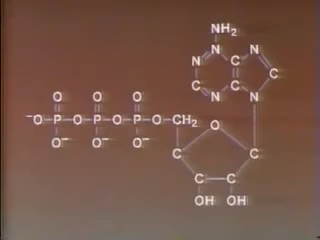 NH₂
N N
N C
C
C C
O O O N N
⁻O-P-O-P-O-P-O-CH₂
O
O⁻ O⁻ O⁻
C C
C C
OH OH